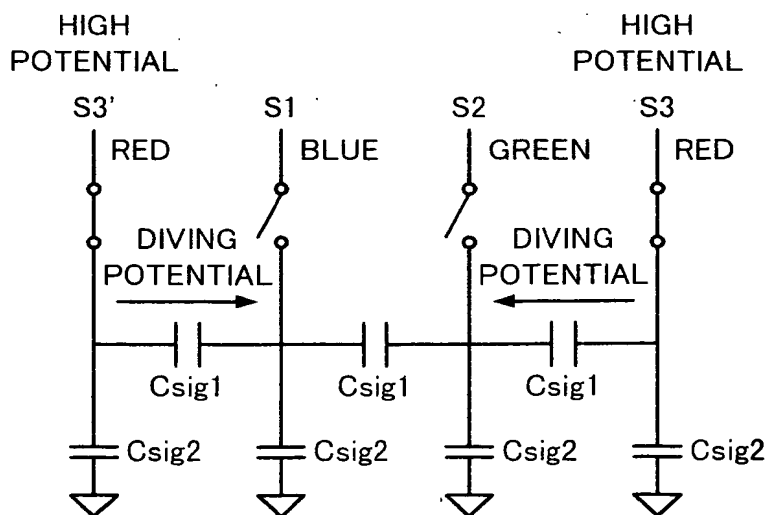 HIGH
POTENTIAL
HIGH
POTENTIAL
S3' S1 S2 S3
RED BLUE GREEN RED
DIVING
POTENTIAL
DIVING
POTENTIAL
Csig1 Csig1 Csig1
Csig2 Csig2 Csig2 Csig2